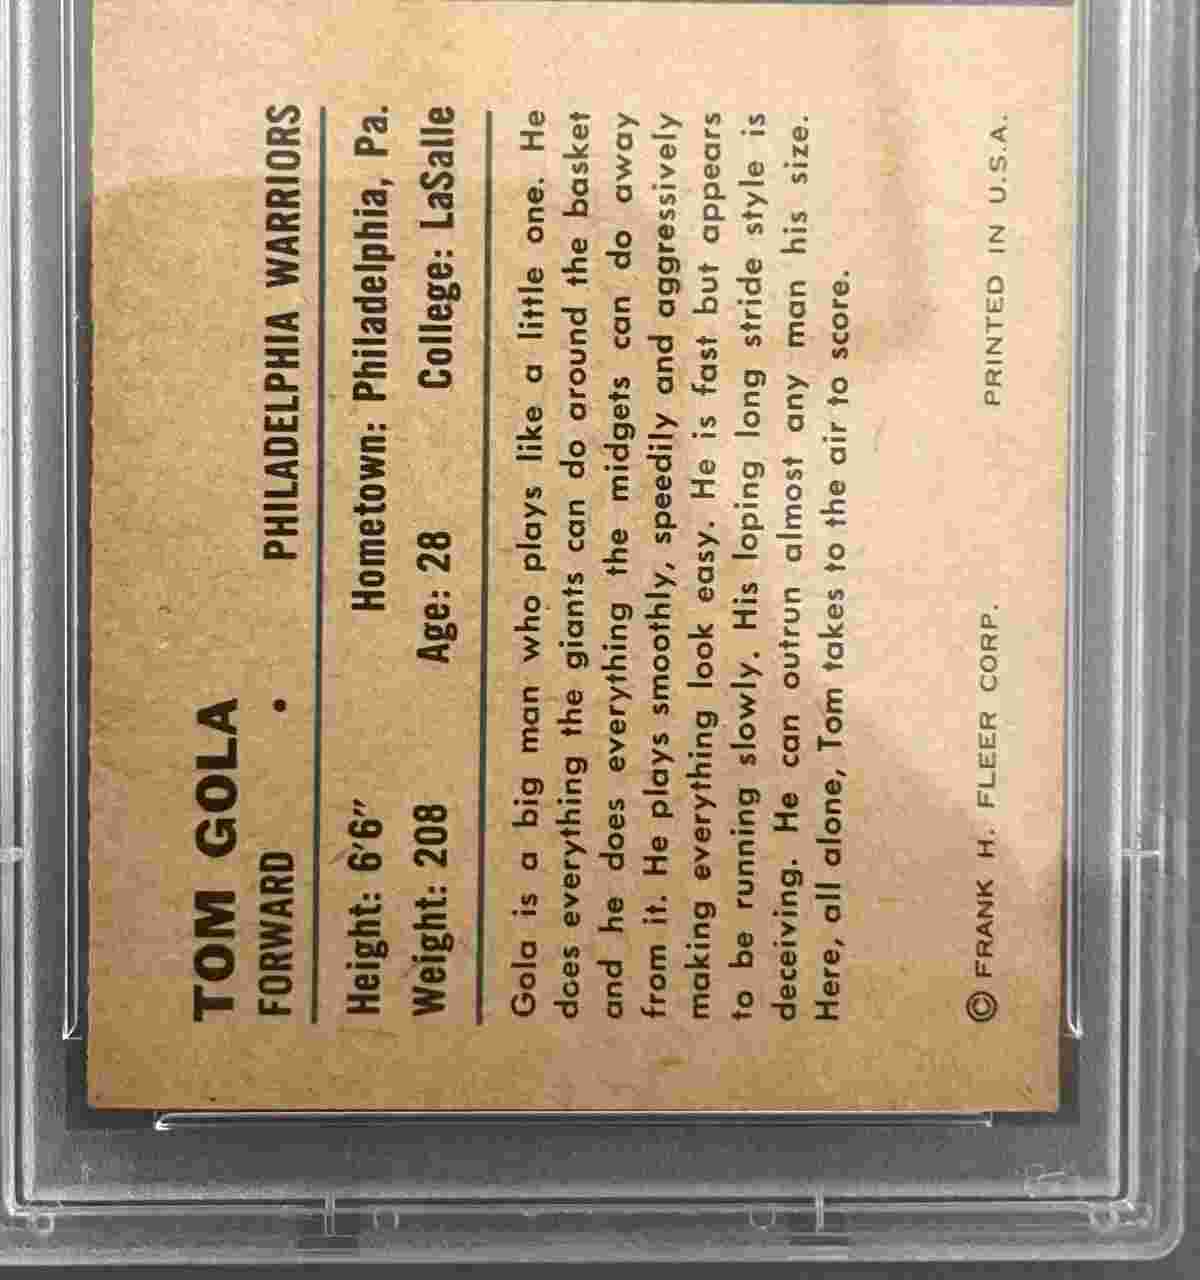 TOM GOLA
FORWARD • PHILADELPHIA WARRIORS
Height: 6'6" Hometown: Philadelphia, Pa.
Weight: 208 Age: 28 College: LaSalle
Gola is a big man who plays like a little one. He
does everything the giants can do around the basket
and he does everything the midgets can do away
from it. He plays smoothly, speedily and aggressively
making everything look easy. He is fast but appears
to be running slowly. His loping long stride style is
deceiving. He can outrun almost any man his size.
Here, all alone, Tom takes to the air to score.
© FRANK H. FLEER CORP. PRINTED IN U.S.A.